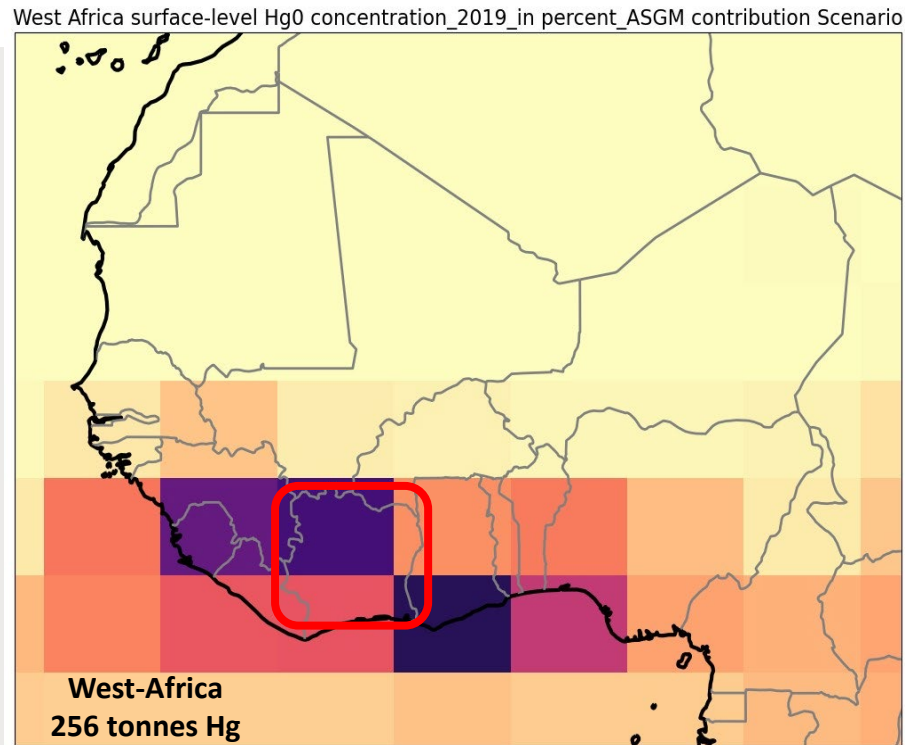 West Africa surface-level Hg0 concentration_2019_in percent_ASGM contribution Scenario
West-Africa
256 tonnes Hg